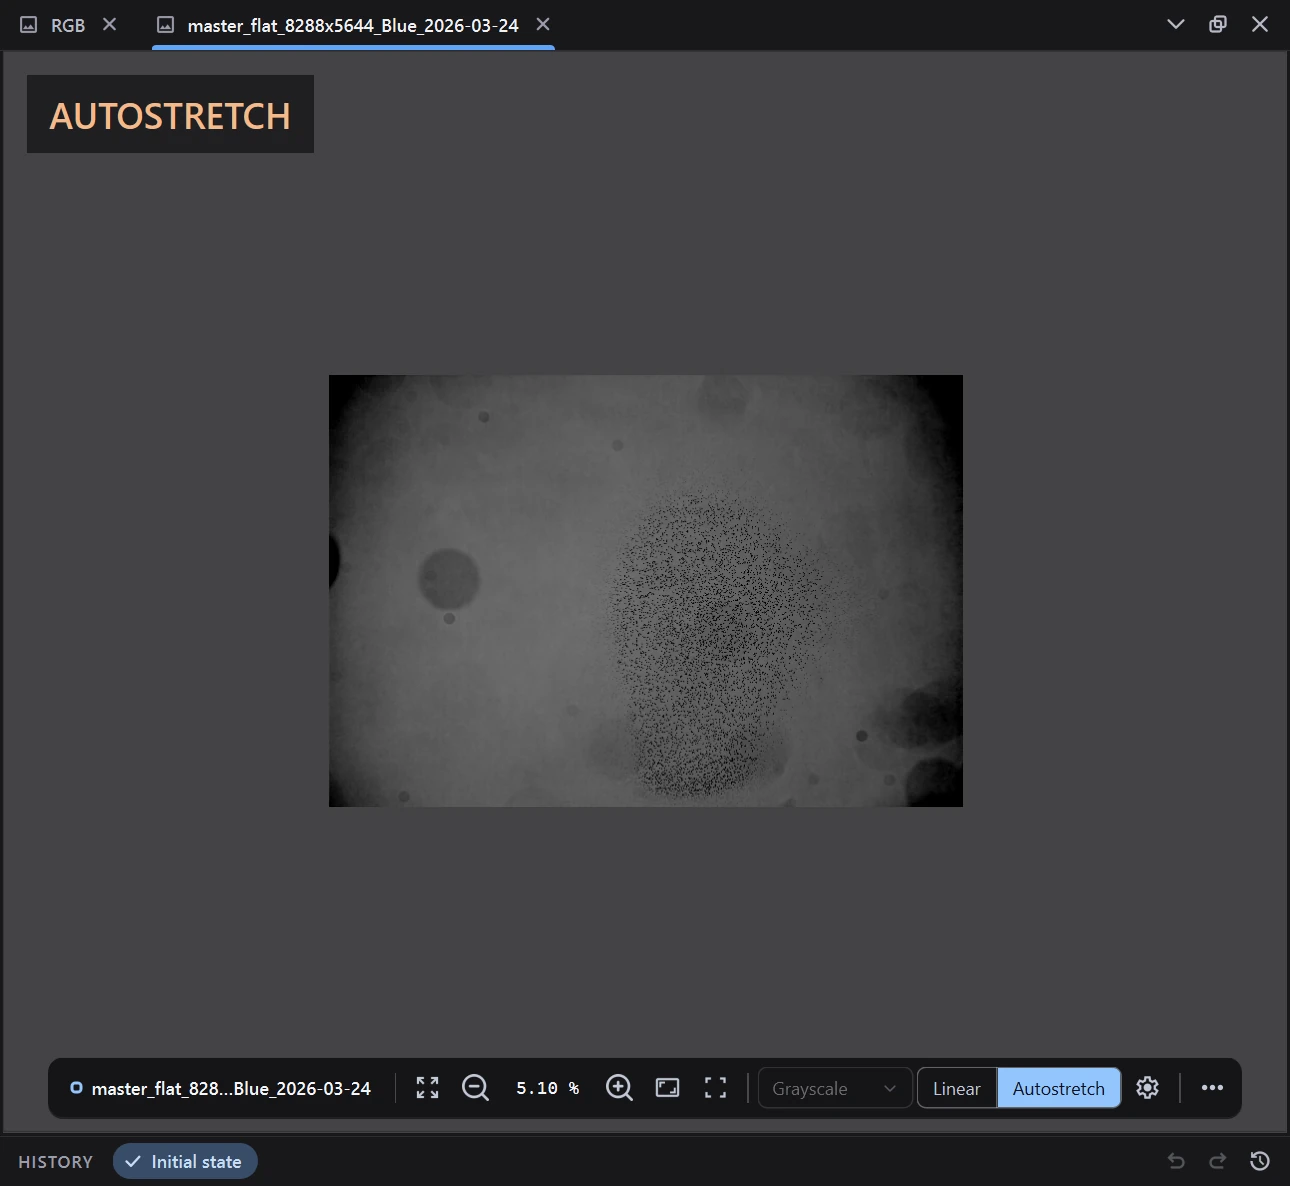 RGB
master_flat_8288x5644_Blue_2026-03-24
AUTOSTRETCH
master_flat_828...Blue_2026-03-24
5.10 %
Grayscale
Linear
Autostretch
HISTORY
Initial state